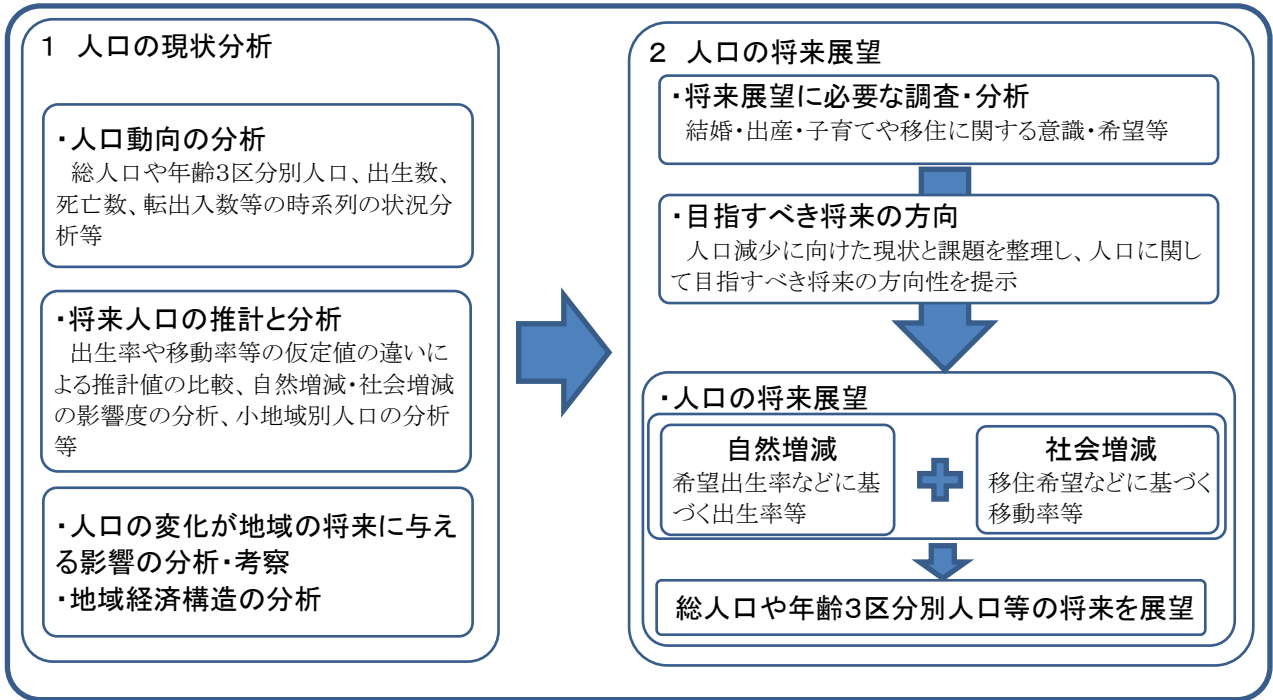 1 人口の現状分析
・人口動向の分析
総人口や年齢3区分別人口、出生数、
死亡数、転出入数等の時系列の状況分
析等
・将来人口の推計と分析
出生率や移動率等の仮定値の違いに
よる推計値の比較、自然増減・社会増減
の影響度の分析、小地域別人口の分析
等
・人口の変化が地域の将来に与え
る影響の分析・考察
・地域経済構造の分析
2 人口の将来展望
・将来展望に必要な調査・分析
結婚・出産・子育てや移住に関する意識・希望等
・目指すべき将来の方向
人口減少に向けた現状と課題を整理し、人口に関し
て目指すべき将来の方向性を提示
・人口の将来展望
自然増減
希望出生率などに基
づく出生率等
社会増減
移住希望などに基づく
移動率等
総人口や年齢3区分別人口等の将来を展望